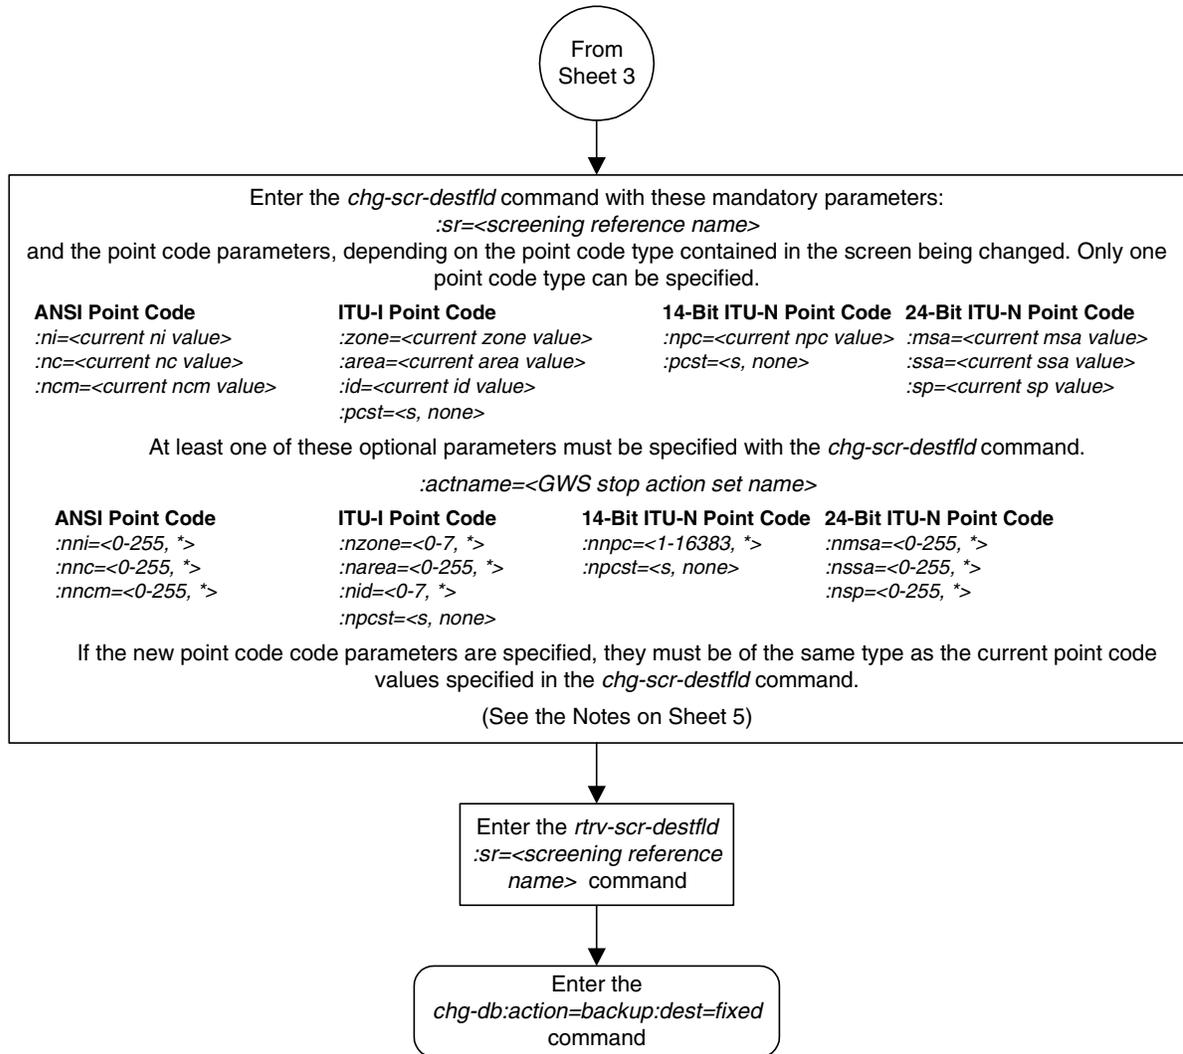 From
Sheet 3
Enter the chg-scr-destfld command with these mandatory parameters:
:sr=<screening reference name>
and the point code parameters, depending on the point code type contained in the screen being changed. Only one
point code type can be specified.
ANSI Point Code
:ni=<current ni value>
:nc=<current nc value>
:ncm=<current ncm value>
ITU-I Point Code
:zone=<current zone value>
:area=<current area value>
:id=<current id value>
:pcst=<s, none>
14-Bit ITU-N Point Code
:npc=<current npc value>
:pcst=<s, none>
24-Bit ITU-N Point Code
:msa=<current msa value>
:ssa=<current ssa value>
:sp=<current sp value>
At least one of these optional parameters must be specified with the chg-scr-destfld command.
:actname=<GWS stop action set name>
ANSI Point Code
:nni=<0-255, *>
:nnc=<0-255, *>
:nncm=<0-255, *>
ITU-I Point Code
:nzone=<0-7, *>
:narea=<0-255, *>
:nid=<0-7, *>
:npcst=<s, none>
14-Bit ITU-N Point Code
:nnpc=<1-16383, *>
:npcst=<s, none>
24-Bit ITU-N Point Code
:nmsa=<0-255, *>
:nssa=<0-255, *>
:nsp=<0-255, *>
If the new point code code parameters are specified, they must be of the same type as the current point code
values specified in the chg-scr-destfld command.
(See the Notes on Sheet 5)
Enter the rtrv-scr-destfld
:sr=<screening reference
name> command
Enter the
chg-db:action=backup:dest=fixed
command